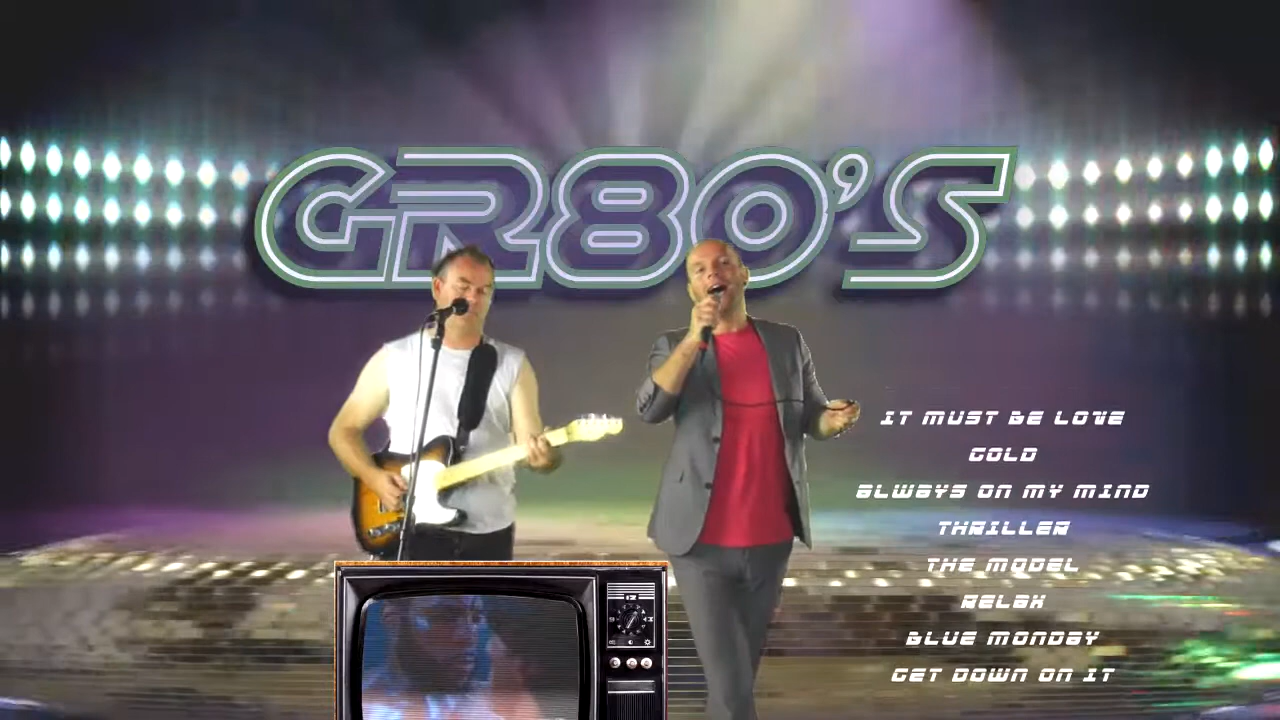 GR80'S
IT MUST BE LOVE
GOLD
ALWAYS ON MY MIND
THRILLER
THE MODEL
RELAX
BLUE MONDAY
GET DOWN ON IT